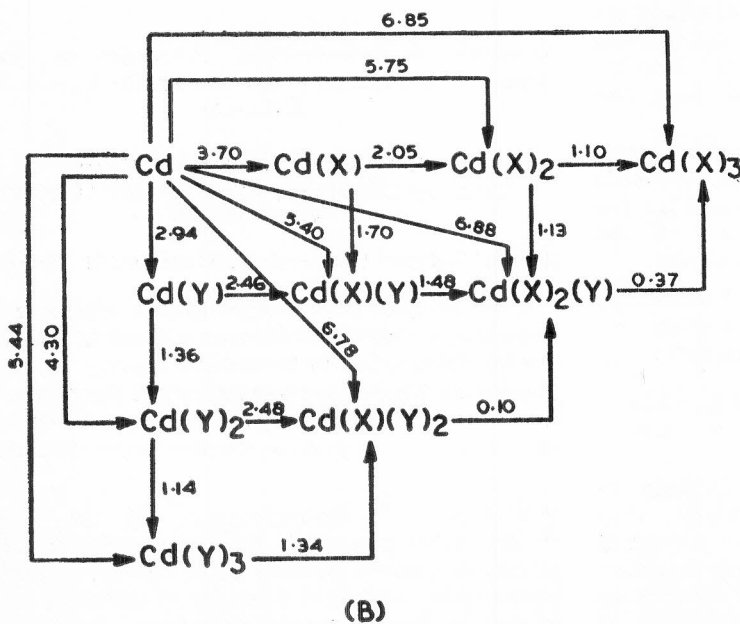 6.85
5.75
Cd 3.70 Cd(X) 2.05 Cd(X)2 1.10 Cd(X)3
2.94 5.40 1.70 6.88 1.13
Cd(Y) 2.46 Cd(X)(Y) 1.48 Cd(X)2(Y) 0.37
5.44 4.30 1.36 6.78
Cd(Y)2 2.48 Cd(X)(Y)2 0.10
1.14
Cd(Y)3 1.34
(B)